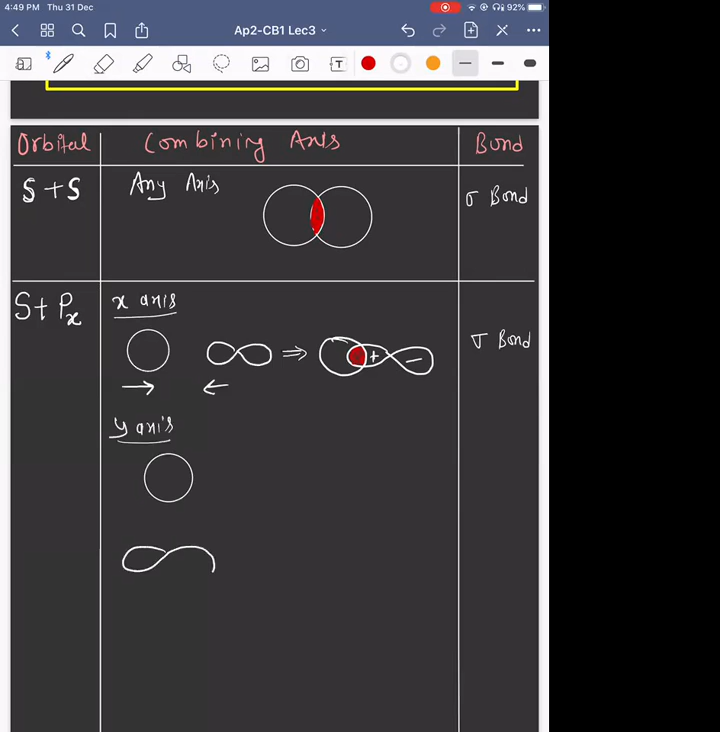 4:49 PM Thu 31 Dec
92%
Ap2-CB1 Lec3
T
Orbital Combining Axis Bond
S + S Any Axis σ Bond
S + Px x axis σ Bond
⇒ + −
→ ←
y axis